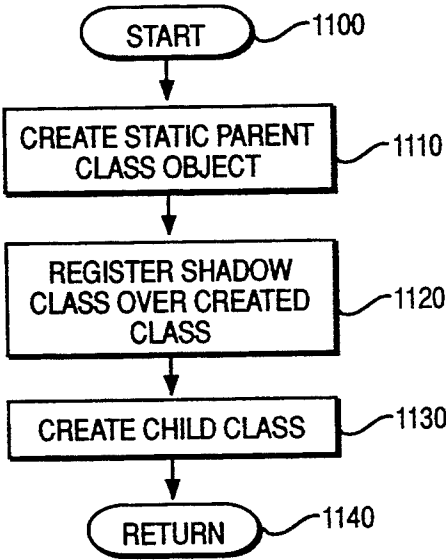 START
1100
CREATE STATIC PARENT
CLASS OBJECT
1110
REGISTER SHADOW
CLASS OVER CREATED
CLASS
1120
CREATE CHILD CLASS
1130
RETURN
1140